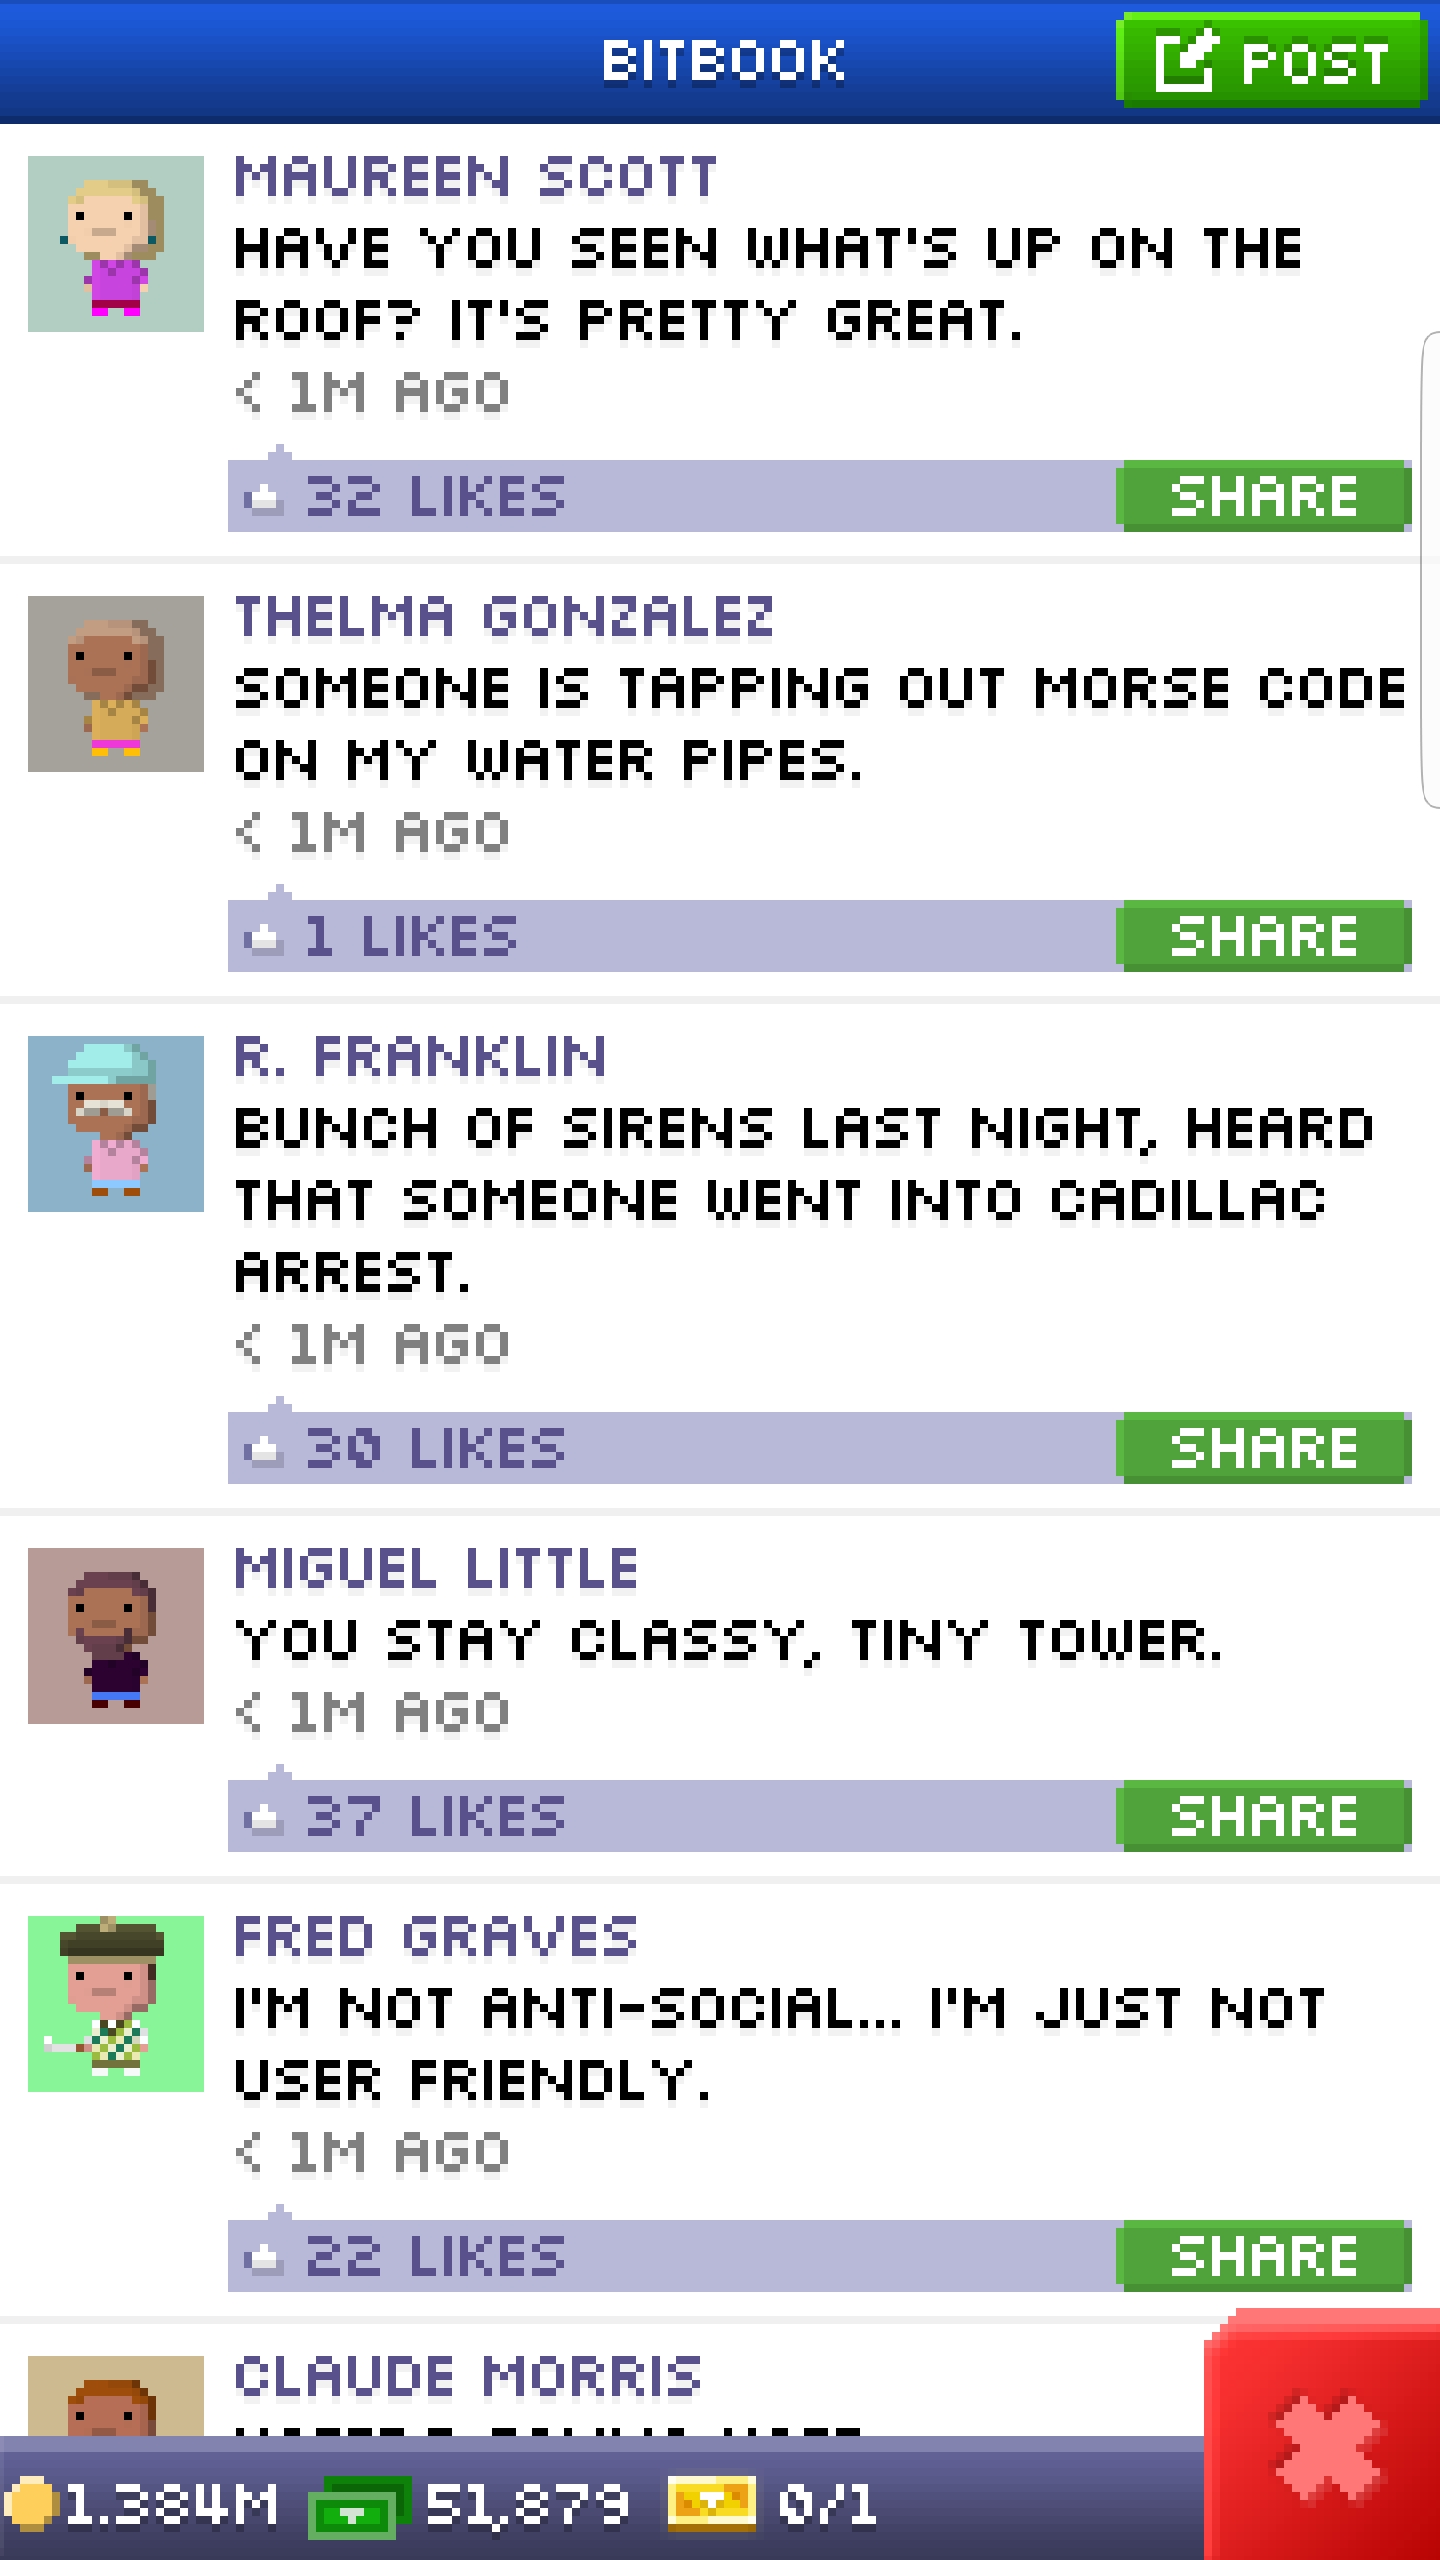 BITBOOK
POST
MAUREEN SCOTT
HAVE YOU SEEN WHAT'S UP ON THE
ROOF? IT'S PRETTY GREAT.
< 1M AGO
32 LIKES
SHARE
THELMA GONZALEZ
SOMEONE IS TAPPING OUT MORSE CODE
ON MY WATER PIPES.
< 1M AGO
1 LIKES
SHARE
R. FRANKLIN
BUNCH OF SIRENS LAST NIGHT, HEARD
THAT SOMEONE WENT INTO CADILLAC
ARREST.
< 1M AGO
30 LIKES
SHARE
MIGUEL LITTLE
YOU STAY CLASSY, TINY TOWER.
< 1M AGO
37 LIKES
SHARE
FRED GRAVES
I'M NOT ANTI-SOCIAL... I'M JUST NOT
USER FRIENDLY.
< 1M AGO
22 LIKES
SHARE
CLAUDE MORRIS
1.384M 51,879 0/1